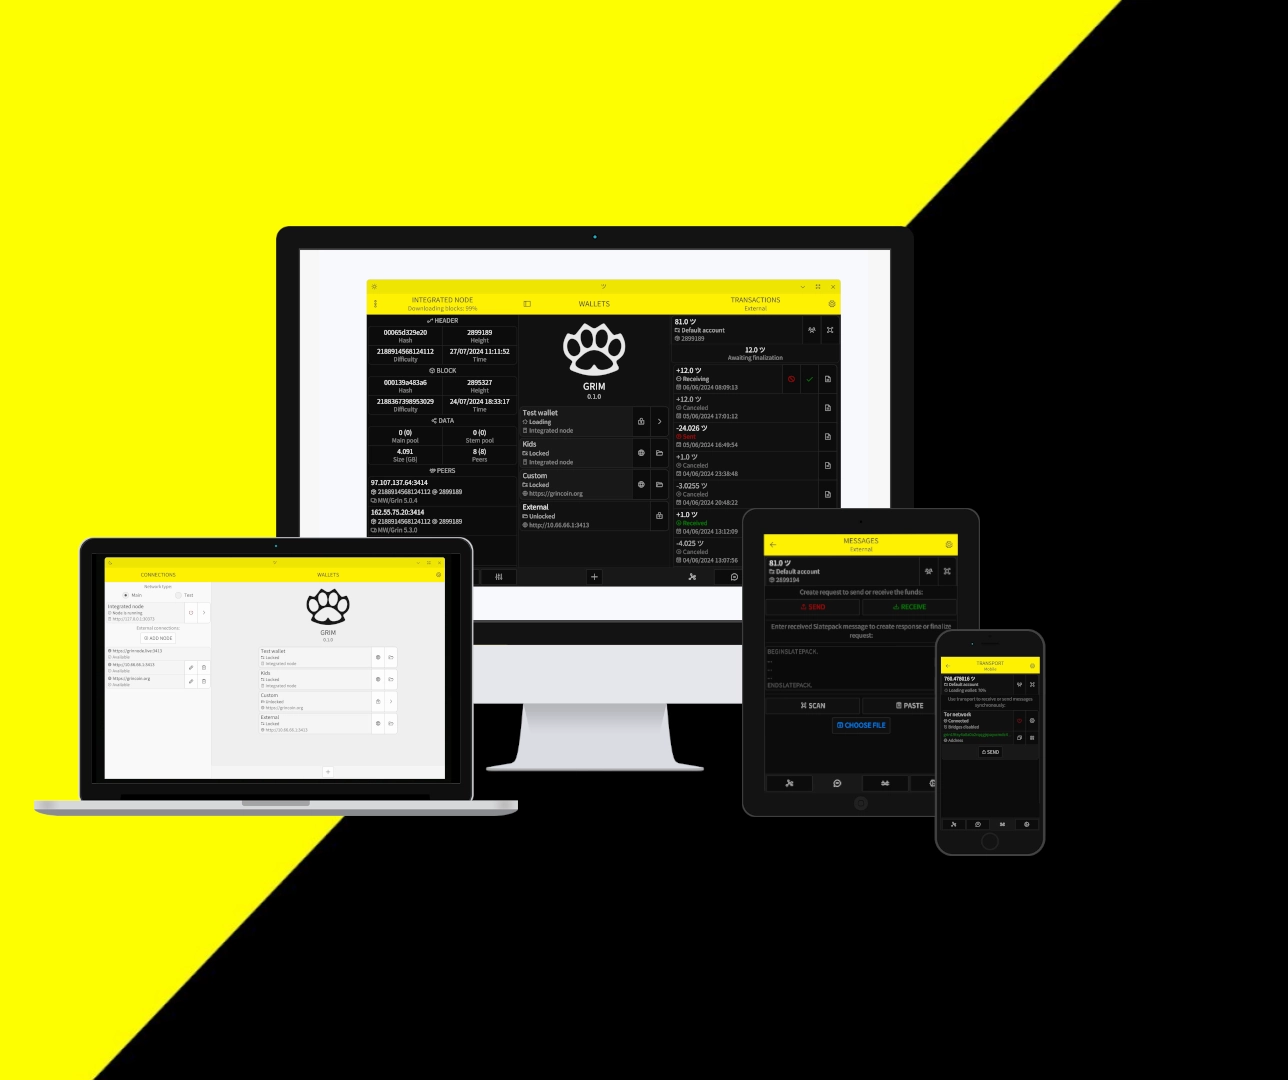 INTEGRATED NODE
Downloading blocks: 99%
HEADER
00065d329e20
Hash
2899189
Height
2188914568124112
Difficulty
27/07/2024 11:11:52
Time
BLOCK
000139a483a6
Hash
2895327
Height
2188367398953029
Difficulty
24/07/2024 18:33:17
Time
DATA
0 (0)
Main pool
0 (0)
Stem pool
4.091
Size (GB)
8 (8)
Peers
PEERS
97.107.137.64:3414
2188914568124112 @ 2899189
MW/Grin 5.0.4
162.55.75.20:3414
2188914568124112 @ 2899189
MW/Grin 5.3.0
ツ
WALLETS
GRIM
0.1.0
Test wallet
Loading
Integrated node
Kids
Locked
Integrated node
Custom
Locked
https://grincoin.org
External
Unlocked
http://10.66.66.1:3413
TRANSACTIONS
External
81.0 ツ
Default account
2899189
12.0 ツ
Awaiting finalization
+12.0 ツ
Receiving
06/06/2024 08:09:13
+12.0 ツ
Canceled
05/06/2024 17:01:12
-24.026 ツ
Sent
05/06/2024 16:49:54
+1.0 ツ
Canceled
04/06/2024 23:38:48
-3.0255 ツ
Canceled
04/06/2024 20:48:22
+1.0 ツ
Received
04/06/2024 13:12:09
-4.025 ツ
Canceled
04/06/2024 13:07:56
CONNECTIONS
Network type:
Main
Test
Integrated node
Node is running
External connections:
ADD NODE
https://grinnode.live:3413
Available
http://10.66.66.1:3413
Available
https://grincoin.org
Available
WALLETS
GRIM
0.1.0
Test wallet
Locked
Integrated node
Kids
Locked
Integrated node
Custom
Unlocked
https://grincoin.org
External
Locked
http://10.66.66.1:3413
MESSAGES
External
81.0 ツ
Default account
2899194
Create request to send or receive the funds:
SEND
RECEIVE
Enter received Slatepack message to create response or finalize
request:
BEGINSLATEPACK.
...
...
...
ENDSLATEPACK.
SCAN
PASTE
CHOOSE FILE
TRANSPORT
Mobile
768.478816 ツ
Default account
Loading wallet: 76%
Use transport to receive or send messages
synchronously:
Tor network
Connected
Bridges disabled
Address
SEND